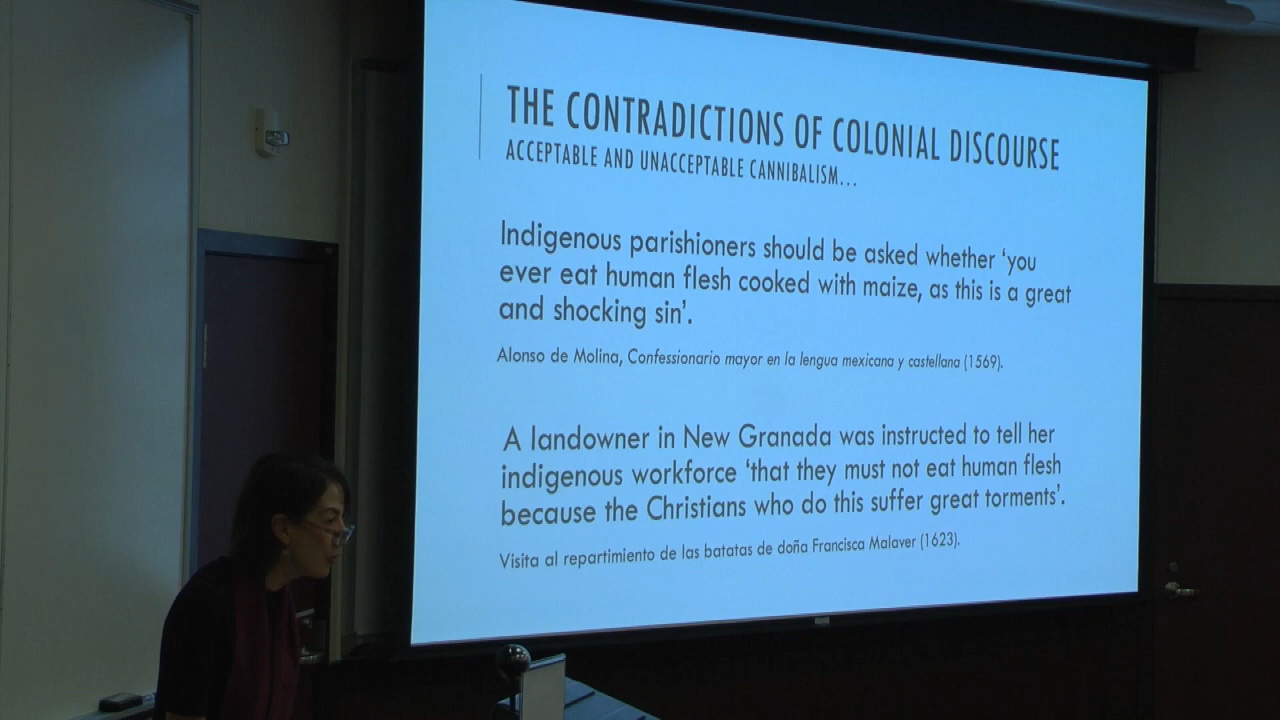 THE CONTRADICTIONS OF COLONIAL DISCOURSE
ACCEPTABLE AND UNACCEPTABLE CANNIBALISM...
Indigenous parishioners should be asked whether ‘you
ever eat human flesh cooked with maize, as this is a great
and shocking sin’.
Alonso de Molina, Confessionario mayor en la lengua mexicana y castellana (1569).
A landowner in New Granada was instructed to tell her
indigenous workforce ‘that they must not eat human flesh
because the Christians who do this suffer great torments’.
Visita al repartimiento de las batatas de doña Francisca Malaver (1623).